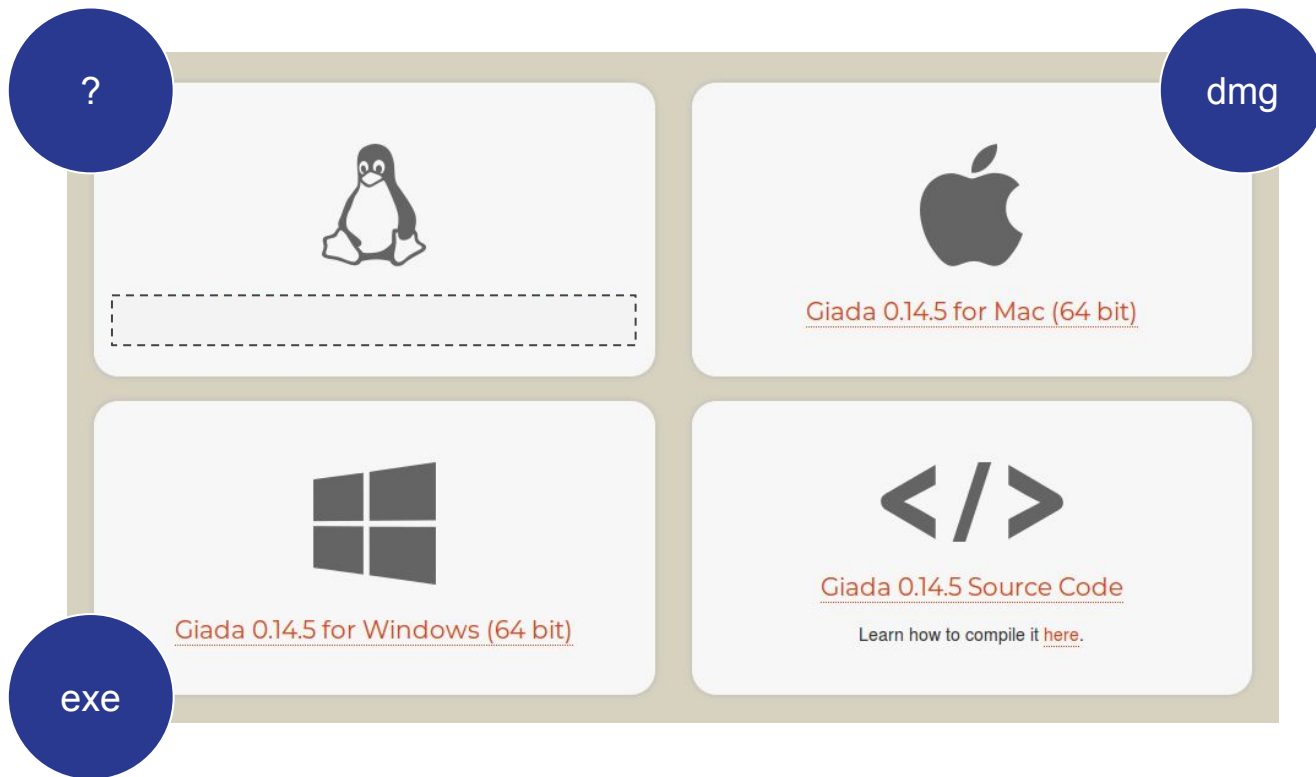 ?
dmg
Giada 0.14.5 for Mac (64 bit)
Giada 0.14.5 for Windows (64 bit)
</>
Giada 0.14.5 Source Code
Learn how to compile it here.
exe